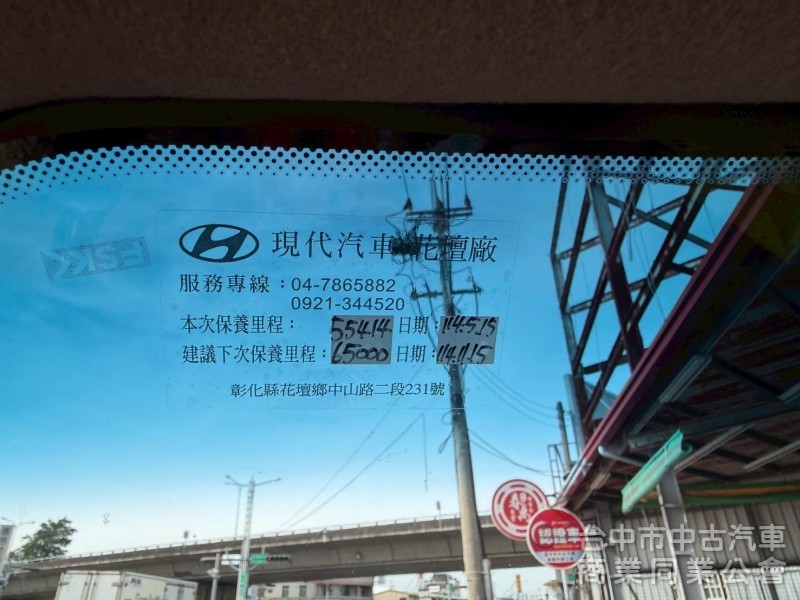 現代汽車 花壇廠
服務專線：04-7865882
0921-344520
本次保養里程： 55414 日期：114.5.15
建議下次保養里程：65000 日期：114.11.15
彰化縣花壇鄉中山路二段231號
認證車
台中市中古汽車
商業同業公會